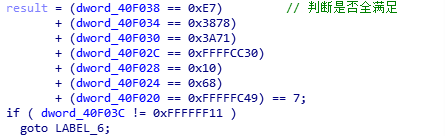 result = (dword_40F038 == 0xE7) // 判断是否全满足
+ (dword_40F034 == 0x3878)
+ (dword_40F030 == 0x3A71)
+ (dword_40F02C == 0xFFFFCC30)
+ (dword_40F028 == 0x10)
+ (dword_40F024 == 0x68)
+ (dword_40F020 == 0xFFFFFC49) == 7;
if ( dword_40F03C != 0xFFFFFF11 )
goto LABEL_6;